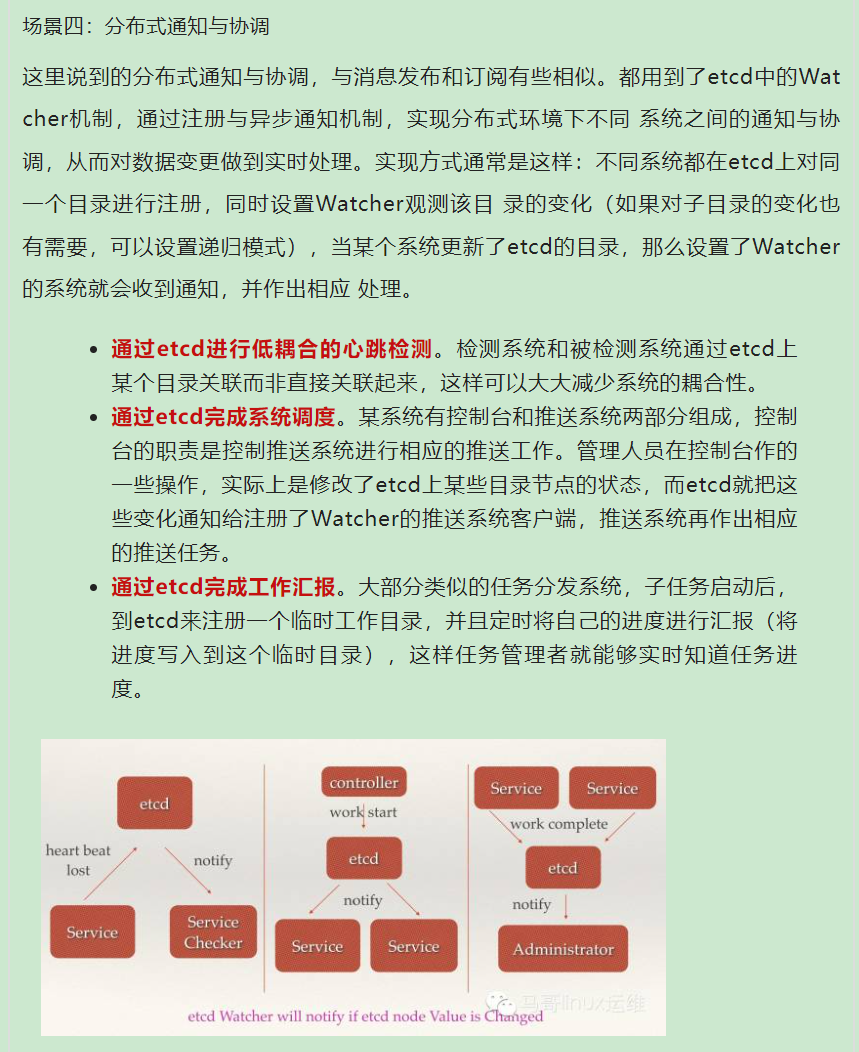 场景四：分布式通知与协调
这里说到的分布式通知与协调，与消息发布和订阅有些相似。都用到了etcd中的Wat
cher机制，通过注册与异步通知机制，实现分布式环境下不同 系统之间的通知与协
调，从而对数据变更做到实时处理。实现方式通常是这样：不同系统都在etcd上对同
一个目录进行注册，同时设置Watcher观测该目 录的变化（如果对子目录的变化也
有需要，可以设置递归模式），当某个系统更新了etcd的目录，那么设置了Watcher
的系统就会收到通知，并作出相应 处理。
• 通过etcd进行低耦合的心跳检测。检测系统和被检测系统通过etcd上
某个目录关联而非直接关联起来，这样可以大大减少系统的耦合性。
• 通过etcd完成系统调度。某系统有控制台和推送系统两部分组成，控制
台的职责是控制推送系统进行相应的推送工作。管理人员在控制台作的
一些操作，实际上是修改了etcd上某些目录节点的状态，而etcd就把这
些变化通知给注册了Watcher的推送系统客户端，推送系统再作出相应
的推送任务。
• 通过etcd完成工作汇报。大部分类似的任务分发系统，子任务启动后，
到etcd来注册一个临时工作目录，并且定时将自己的进度进行汇报（将
进度写入到这个临时目录），这样任务管理者就能够实时知道任务进
度。
etcd
heart beat
lost
notify
Service
Service
Checker
controller
work start
etcd
notify
Service
Service
Service
Service
work complete
etcd
notify
Administrator
马哥linux运维
etcd Watcher will notify if etcd node Value is Changed